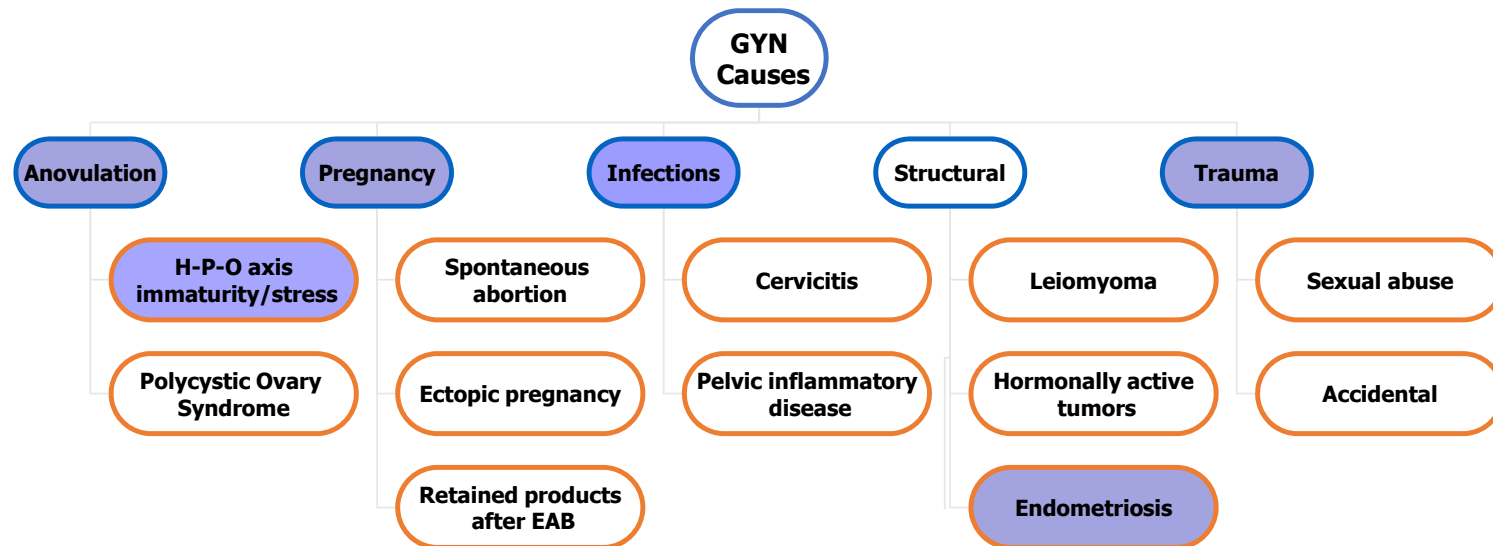 GYN
Causes
Anovulation
Pregnancy
Infections
Structural
Trauma
H-P-O axis
immaturity/stress
Spontaneous
abortion
Cervicitis
Leiomyoma
Sexual abuse
Polycystic Ovary
Syndrome
Ectopic pregnancy
Pelvic inflammatory
disease
Hormonally active
tumors
Accidental
Retained products
after EAB
Endometriosis